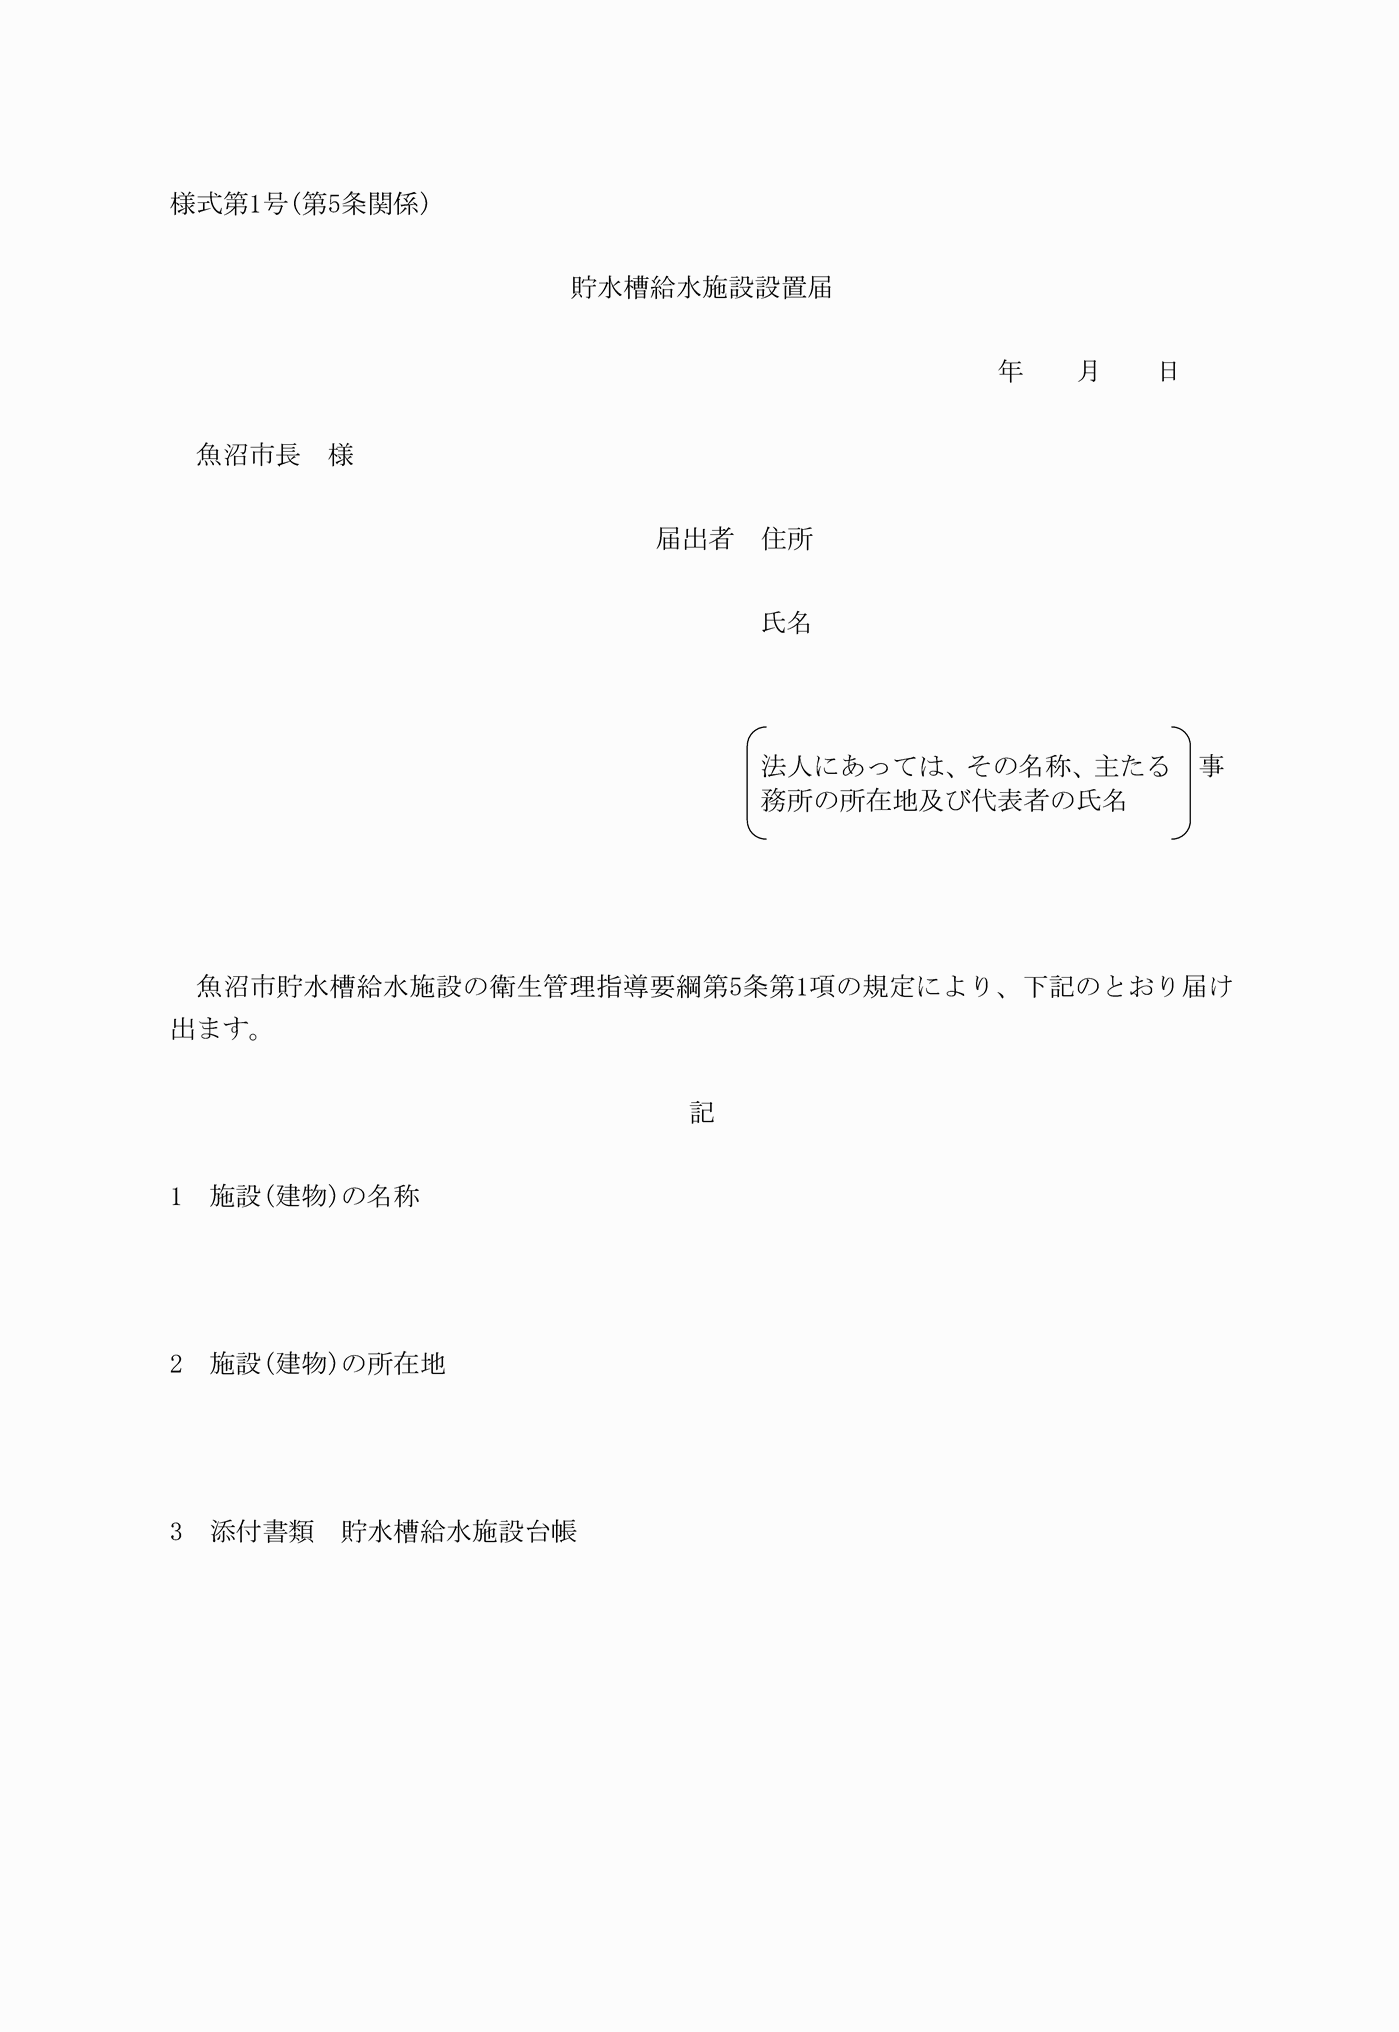 様式第1号(第5条関係)
貯水槽給水施設設置届
年　　月　　日
魚沼市長　様
届出者　住所
氏名
法人にあっては、その名称、主たる事
務所の所在地及び代表者の氏名
魚沼市貯水槽給水施設の衛生管理指導要綱第5条第1項の規定により、下記のとおり届け
出ます。
記
1　施設(建物)の名称
2　施設(建物)の所在地
3　添付書類　貯水槽給水施設台帳